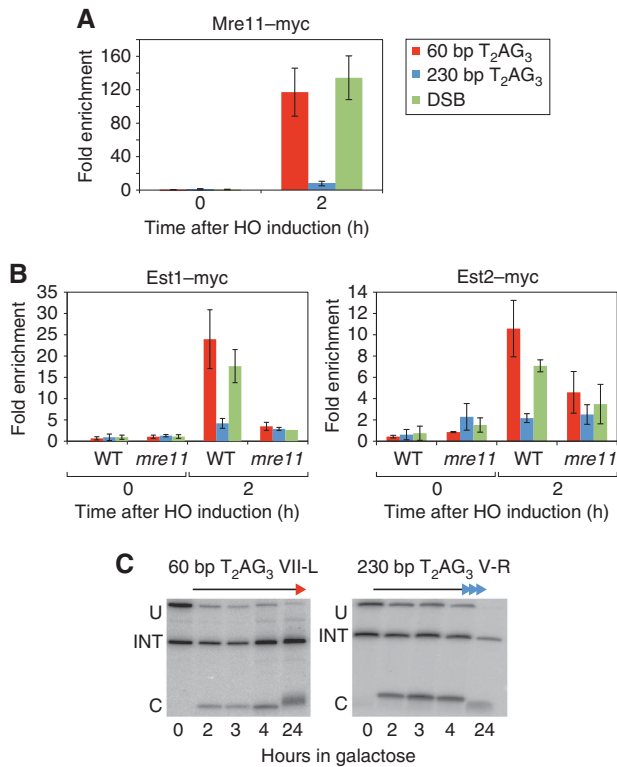 A
Mre11–myc
Fold enrichment
160
120
80
40
0
0 2
Time after HO induction (h)
60 bp T₂AG₃
230 bp T₂AG₃
DSB
B
Est1–myc
Fold enrichment
35
30
25
20
15
10
5
0
WT mre11 WT mre11
0 2
Time after HO induction (h)
Est2–myc
Fold enrichment
14
12
10
8
6
4
2
0
WT mre11 WT mre11
0 2
Time after HO induction (h)
C
60 bp T₂AG₃ VII-L
U
INT
C
0 2 3 4 24
230 bp T₂AG₃ V-R
U
INT
C
0 2 3 4 24
Hours in galactose